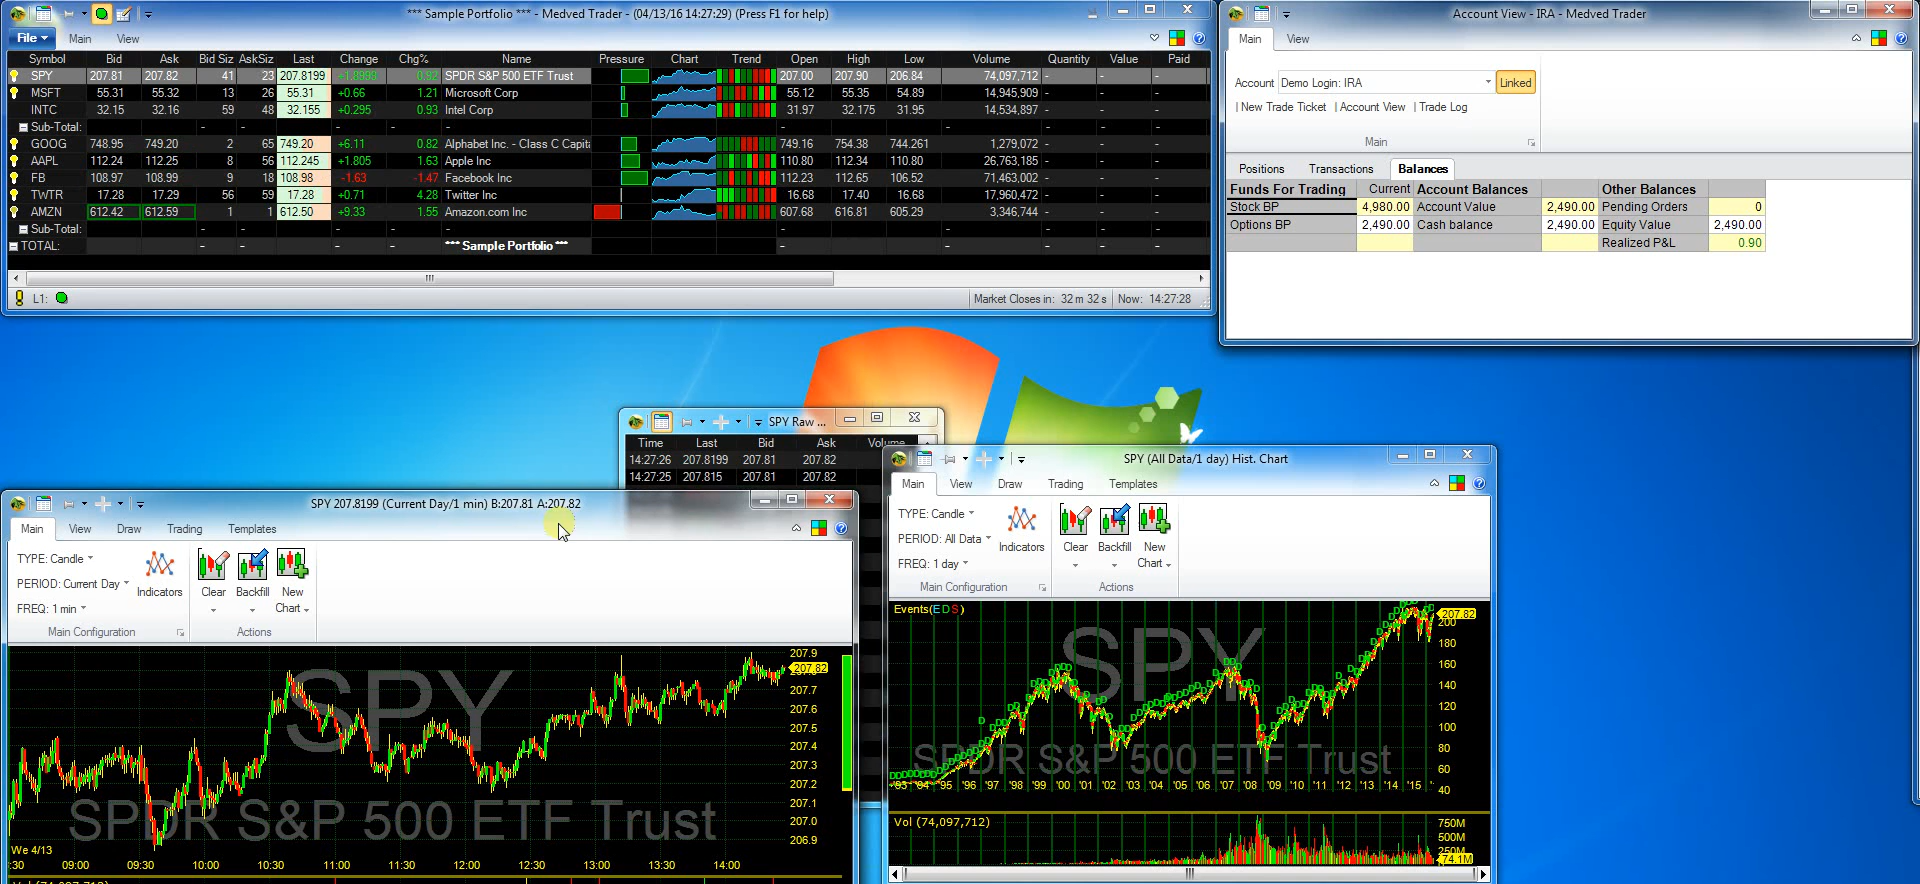 *** Sample Portfolio *** - Medved Trader - (04/13/16 14:27:29) (Press F1 for help)
File Main View
Symbol Bid Ask Bid Siz AskSiz Last Change Chg% Name Pressure Chart Trend Open High Low Volume Quantity Value Paid
SPY 207.81 207.82 41 23 207.8199 +1.8999 0.92 SPDR S&P 500 ETF Trust 207.00 207.90 206.84 74,097,712 - - -
MSFT 55.31 55.32 13 26 55.31 +0.66 1.21 Microsoft Corp 55.12 55.35 54.89 14,945,909 - - -
INTC 32.15 32.16 59 48 32.155 +0.295 0.93 Intel Corp 31.97 32.175 31.95 14,534,897 - - -
Sub-Total: - - - - - - - -
GOOG 748.95 749.20 2 65 749.20 +6.11 0.82 Alphabet Inc. - Class C Capit 749.16 754.38 744.261 1,279,072 - - -
AAPL 112.24 112.25 8 56 112.245 +1.805 1.63 Apple Inc 110.80 112.34 110.80 26,763,185 - - -
FB 108.97 108.99 9 18 108.98 -1.63 -1.47 Facebook Inc 112.23 112.65 106.52 71,463,002 - - -
TWTR 17.28 17.29 56 59 17.28 +0.71 4.28 Twitter Inc 16.68 17.40 16.68 17,960,472 - - -
AMZN 612.42 612.59 1 1 612.50 +9.33 1.55 Amazon.com Inc 607.68 616.81 605.29 3,346,744 - - -
Sub-Total: - - - - - - - -
TOTAL: - - - - *** Sample Portfolio *** - - - -
L1: Market Closes in: 32 m 32 s Now: 14:27:28
Account View - IRA - Medved Trader
Main View
Account Demo Login: IRA Linked
| New Trade Ticket | Account View | Trade Log
Main
Positions Transactions Balances
Funds For Trading Current Account Balances Other Balances
Stock BP 4,980.00 Account Value 2,490.00 Pending Orders 0
Options BP 2,490.00 Cash balance 2,490.00 Equity Value 2,490.00
Realized P&L 0.90
SPY Raw ...
Time Last Bid Ask Volume
14:27:26 207.8199 207.81 207.82
14:27:25 207.815 207.81 207.82
SPY 207.8199 (Current Day/1 min) B:207.81 A:207.82
Main View Draw Trading Templates
TYPE: Candle
PERIOD: Current Day
FREQ: 1 min
Indicators
Clear
Backfill
New
Chart
Main Configuration Actions
SPY
SPDR S&P 500 ETF Trust
207.9
207.82
207.7
207.6
207.5
207.4
207.3
207.2
207.1
207.0
206.9
We 4/13
:30 09:00 09:30 10:00 10:30 11:00 11:30 12:00 12:30 13:00 13:30 14:00
SPY (All Data/1 day) Hist. Chart
Main View Draw Trading Templates
TYPE: Candle
PERIOD: All Data
FREQ: 1 day
Indicators
Clear
Backfill
New
Chart
Main Configuration Actions
Events(E D S)
SPY
SPDR S&P 500 ETF Trust
207.82
200
180
160
140
120
100
80
60
40
'93 '94 '95 '96 '97 '98 '99 '00 '01 '02 '03 '04 '05 '06 '07 '08 '09 '10 '11 '12 '13 '14 '15
Vol (74,097,712)
750M
500M
250M
74.1M